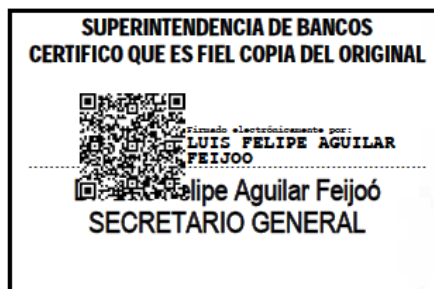 SUPERINTENDENCIA DE BANCOS
CERTIFICO QUE ES FIEL COPIA DEL ORIGINAL
Firmado electrónicamente por:
LUIS FELIPE AGUILAR
FEIJOO
Aguilar Feijoó
SECRETARIO GENERAL